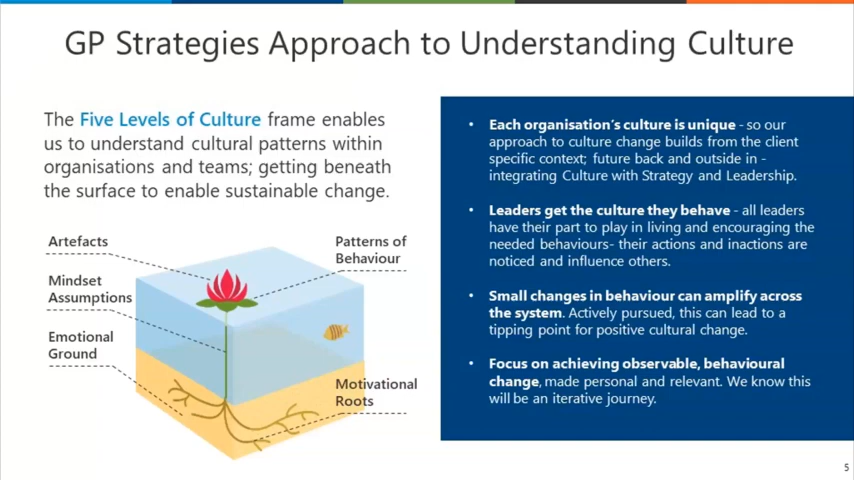 GP Strategies Approach to Understanding Culture
The Five Levels of Culture frame enables
us to understand cultural patterns within
organisations and teams; getting beneath
the surface to enable sustainable change.
Artefacts
Patterns of
Behaviour
Mindset
Assumptions
Emotional
Ground
Motivational
Roots
• Each organisation's culture is unique - so our
approach to culture change builds from the client
specific context; future back and outside in -
integrating Culture with Strategy and Leadership.
• Leaders get the culture they behave - all leaders
have their part to play in living and encouraging the
needed behaviours- their actions and inactions are
noticed and influence others.
• Small changes in behaviour can amplify across
the system. Actively pursued, this can lead to a
tipping point for positive cultural change.
• Focus on achieving observable, behavioural
change, made personal and relevant. We know this
will be an iterative journey.
5